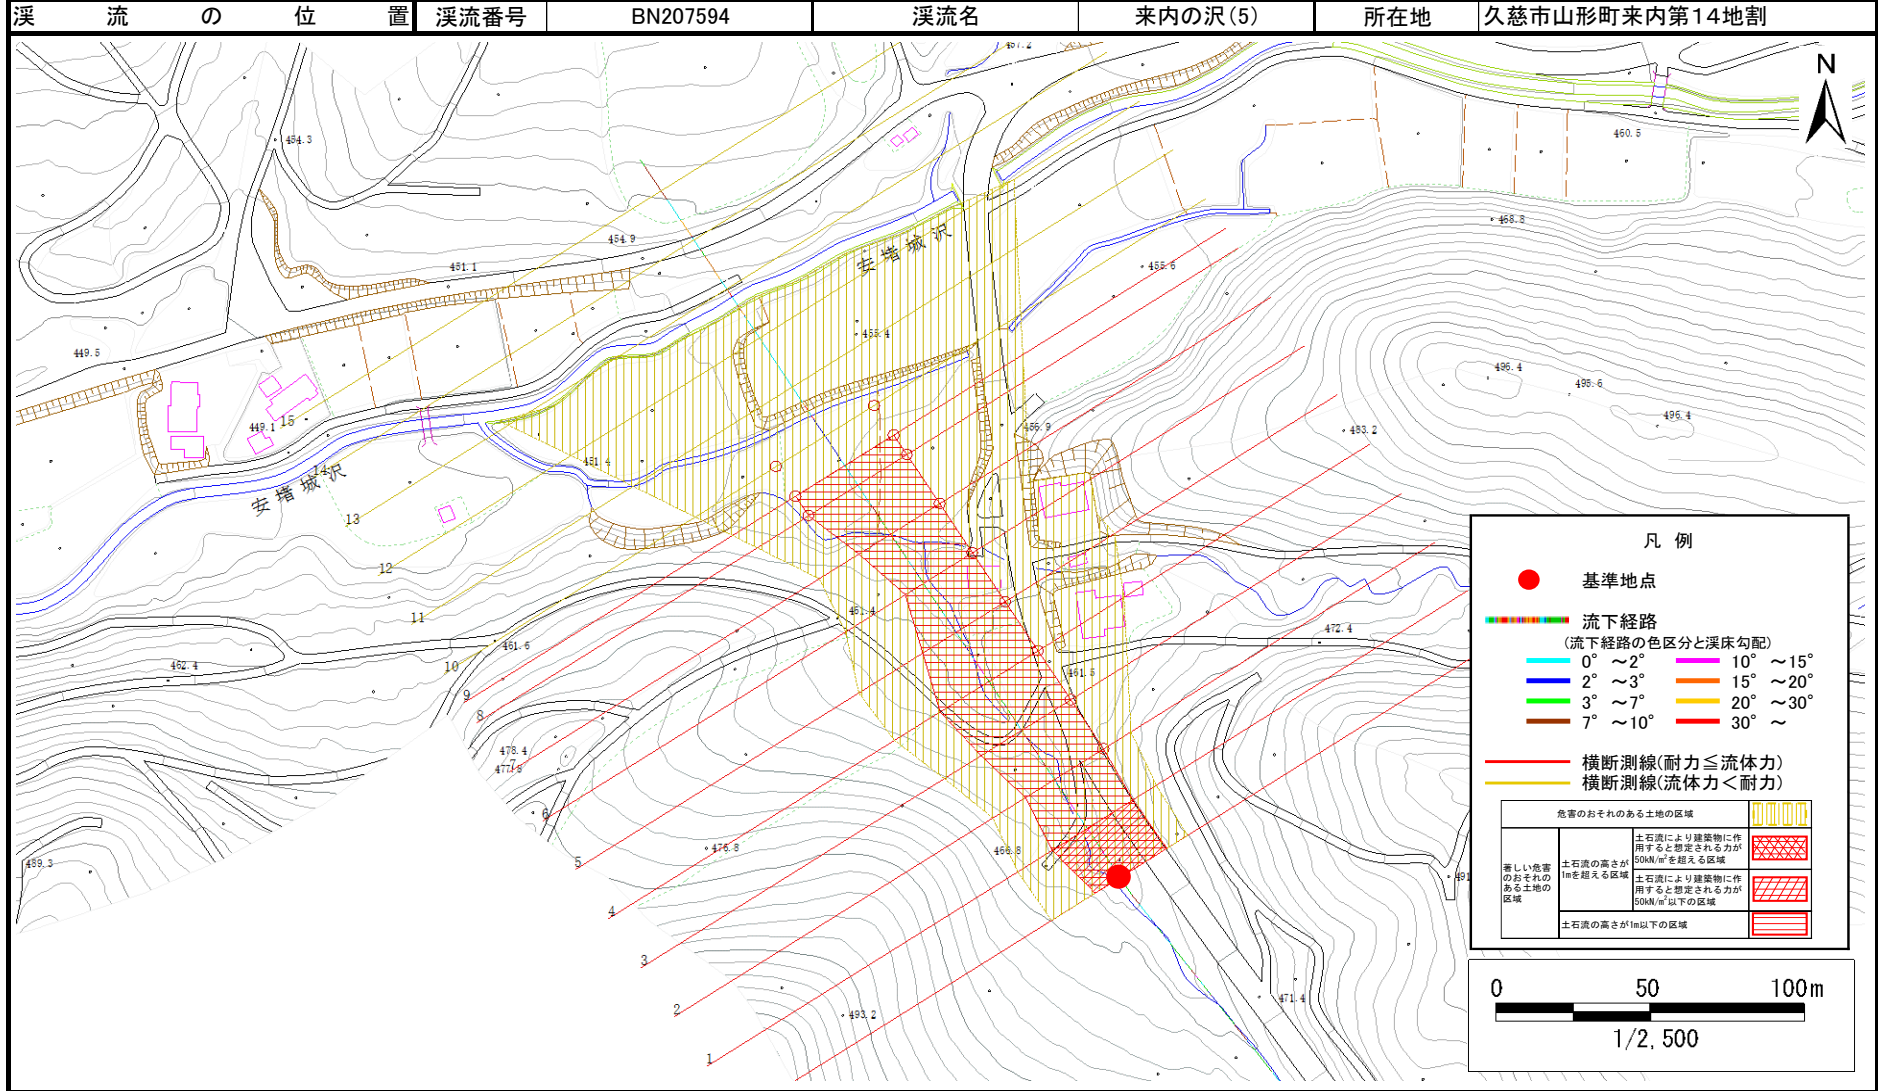 渓流の位置 渓流番号 BN207594 渓流名 来内の沢(5) 所在地 久慈市山形町来内第14地割
457.2
N
454.3
460.5
468.8
454.9
安堵城沢
451.1
455.6
455.4
449.5
496.4
495.6
496.4
449.1
15
456.9
483.2
451.4
14
安堵城沢
13
凡 例
基準地点
12
流下経路
(流下経路の色区分と渓床勾配)
0° ～2°
10° ～15°
2° ～3°
15° ～20°
3° ～7°
20° ～30°
7° ～10°
30° ～
461.4
11
472.4
461.6
462.4
10
461.5
9
8
478.4
7
477.8
横断測線(耐力≦流体力)
横断測線(流体力＜耐力)
6
危害のおそれのある土地の区域
著しい危害
のおそれの
ある土地の
区域
土石流の高さが
1mを超える区域
土石流により建築物に作
用すると想定される力が
50kN/m²を超える区域
土石流により建築物に作
用すると想定される力が
50kN/m²以下の区域
土石流の高さが1m以下の区域
476.8
466.8
489.3
5
491
4
3
2
471.4
493.2
1
0 50 100m
1/2,500